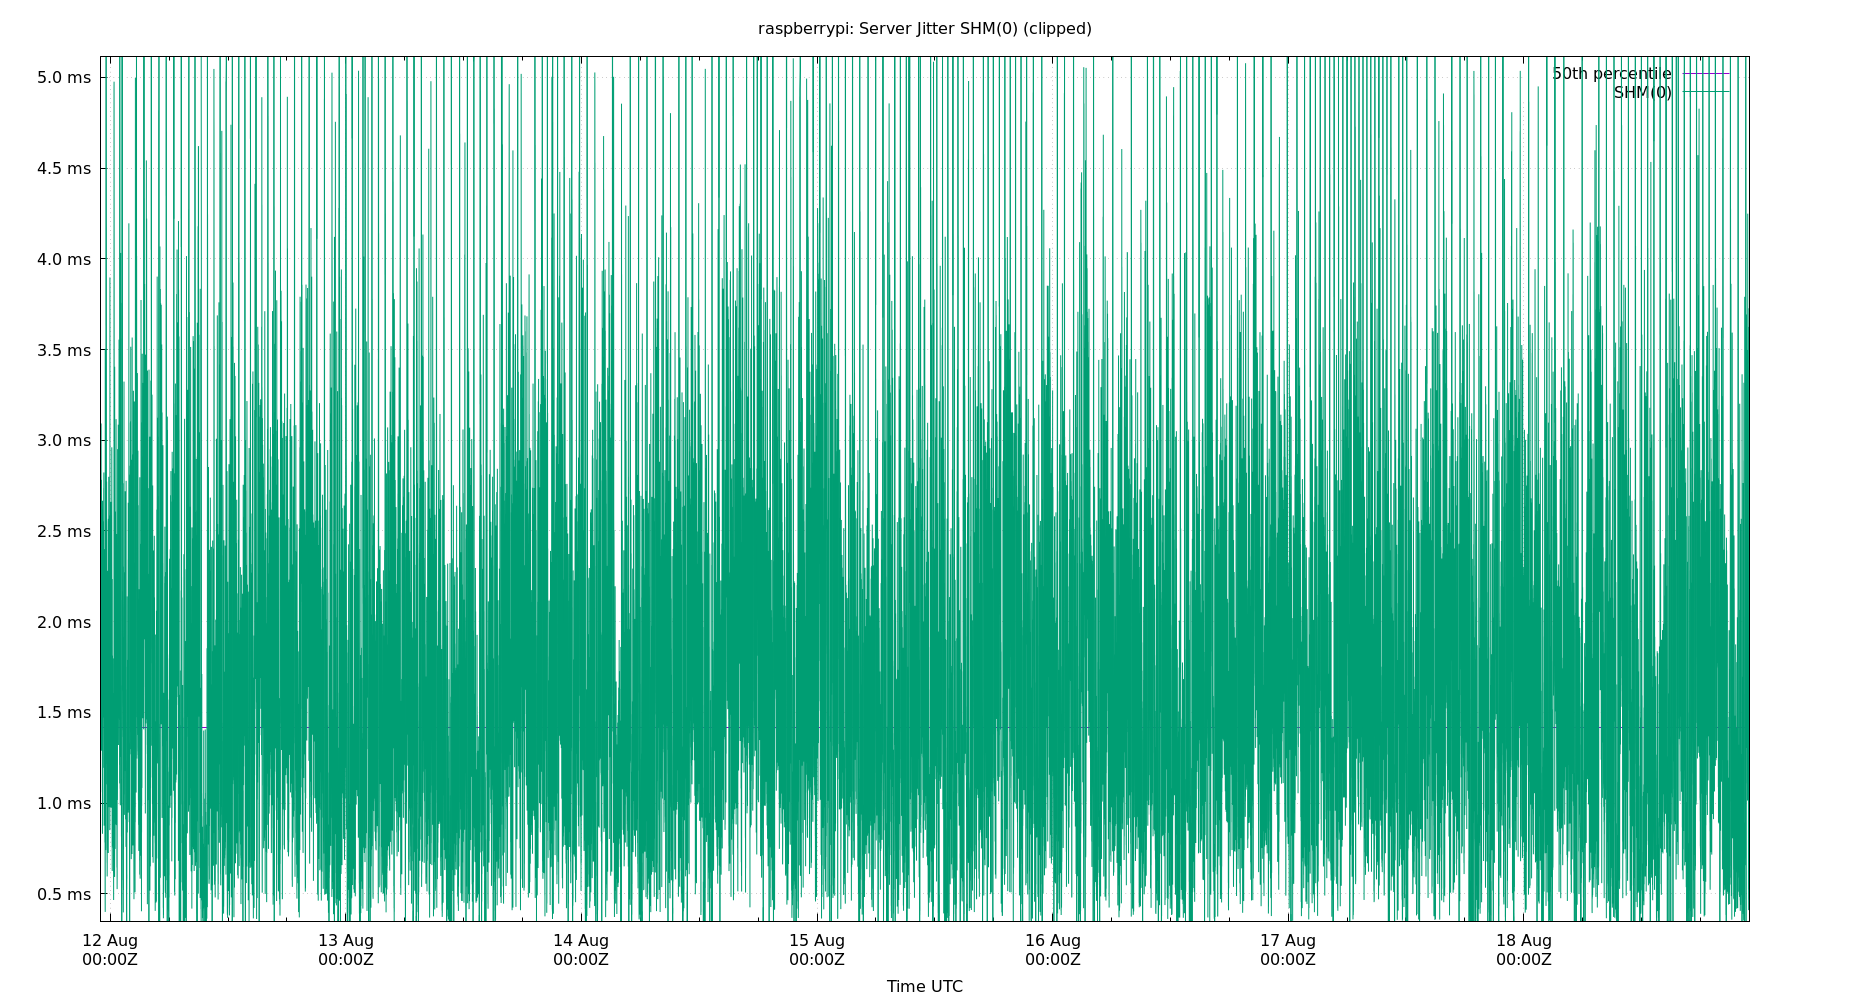 raspberrypi: Server Jitter SHM(0) (clipped)
50th percentile
SHM(0)
5.0 ms
4.5 ms
4.0 ms
3.5 ms
3.0 ms
2.5 ms
2.0 ms
1.5 ms
1.0 ms
0.5 ms
12 Aug 13 Aug 14 Aug 15 Aug 16 Aug 17 Aug 18 Aug
00:00Z 00:00Z 00:00Z 00:00Z 00:00Z 00:00Z 00:00Z
Time UTC